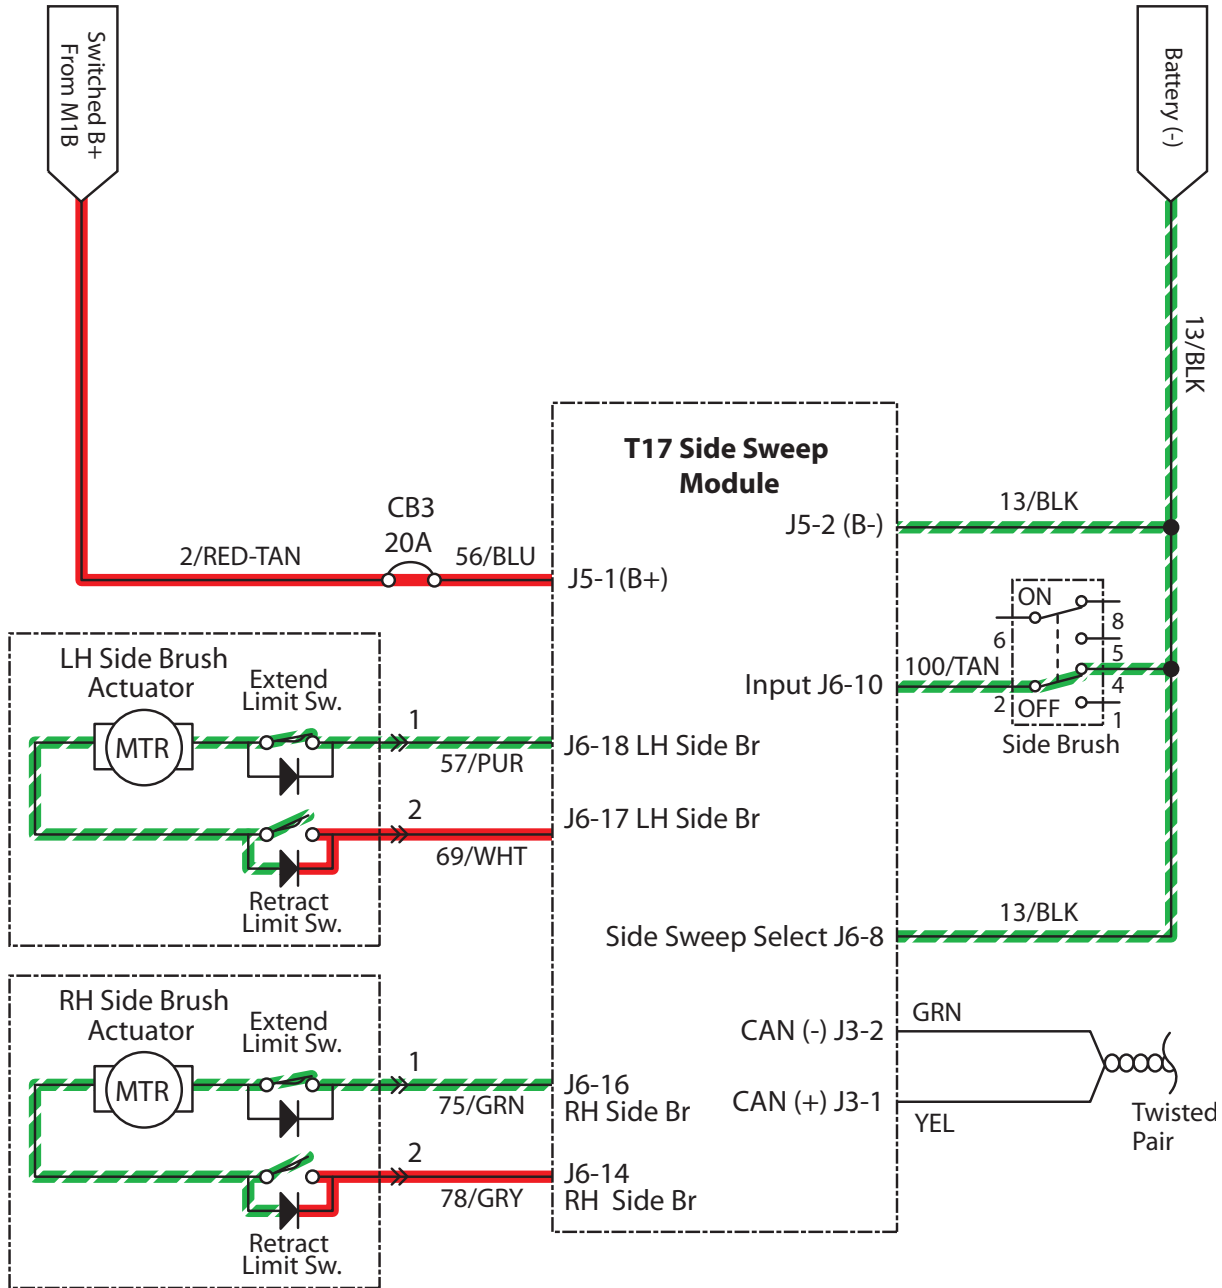 Switched B+
From M1B
Battery (-)
13/BLK
T17 Side Sweep
Module
CB3
20A
2/RED-TAN
56/BLU
J5-1(B+)
J5-2 (B-)
13/BLK
ON
8
6
5
100/TAN
4
2
OFF
1
Side Brush
Input J6-10
LH Side Brush
Actuator
Extend
Limit Sw.
MTR
1
57/PUR
J6-18 LH Side Br
2
69/WHT
J6-17 LH Side Br
Retract
Limit Sw.
Side Sweep Select J6-8
13/BLK
RH Side Brush
Actuator
Extend
Limit Sw.
MTR
1
75/GRN
J6-16
RH Side Br
2
78/GRY
J6-14
RH Side Br
Retract
Limit Sw.
CAN (-) J3-2
GRN
CAN (+) J3-1
YEL
Twisted
Pair